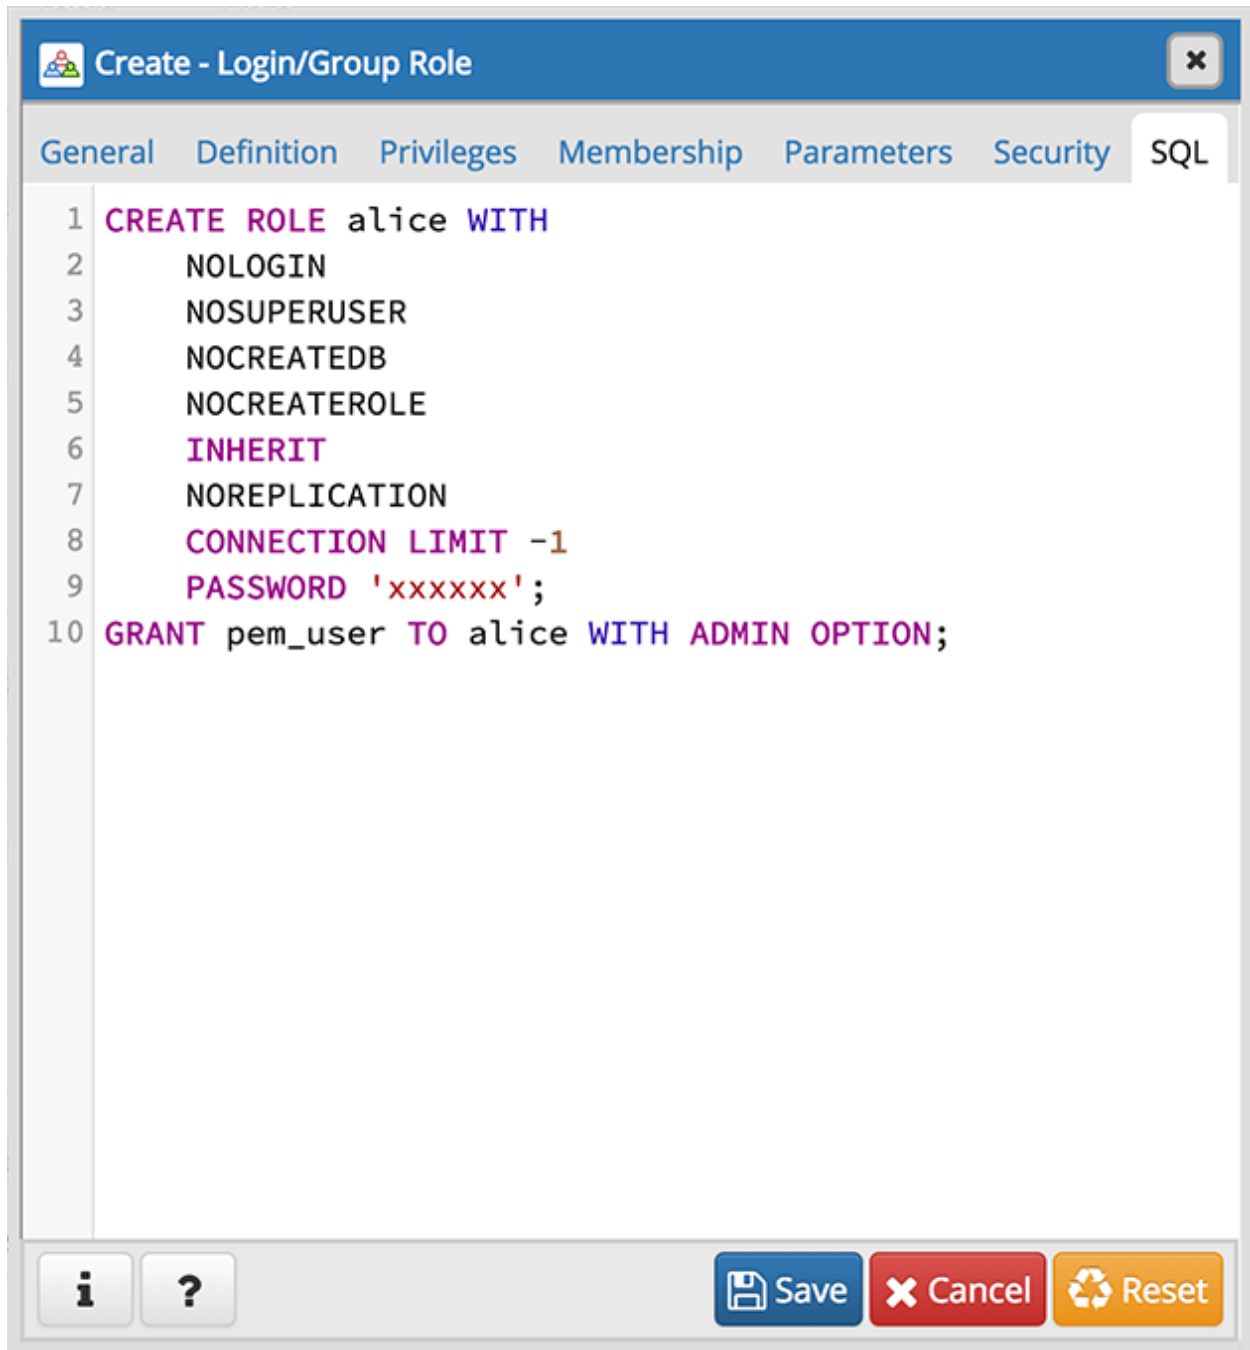 Create - Login/Group Role
General Definition Privileges Membership Parameters Security SQL
1 CREATE ROLE alice WITH
2 NOLOGIN
3 NOSUPERUSER
4 NOCREATEDB
5 NOCREATEROLE
6 INHERIT
7 NOREPLICATION
8 CONNECTION LIMIT -1
9 PASSWORD 'xxxxxx';
10 GRANT pem_user TO alice WITH ADMIN OPTION;
i ? Save Cancel Reset